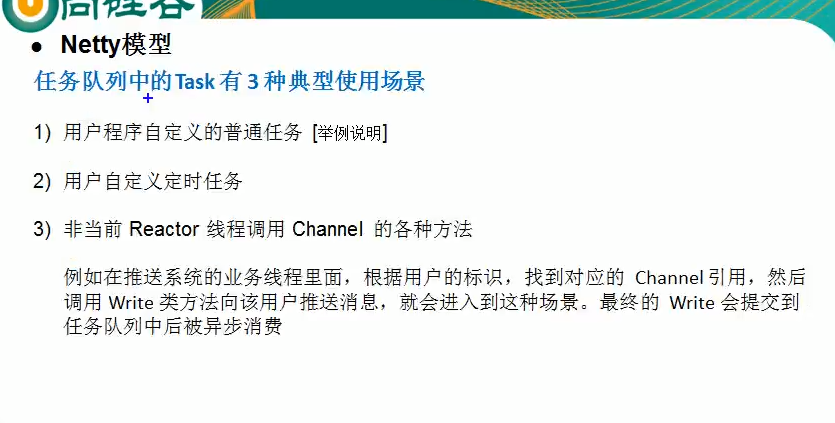 尚硅谷
● Netty模型
任务队列中的Task 有 3 种典型使用场景
1) 用户程序自定义的普通任务 [举例说明]
2) 用户自定义定时任务
3) 非当前 Reactor 线程调用 Channel 的各种方法
例如在推送系统的业务线程里面，根据用户的标识，找到对应的 Channel 引用，然后
调用 Write 类方法向该用户推送消息，就会进入到这种场景。最终的 Write 会提交到
任务队列中后被异步消费